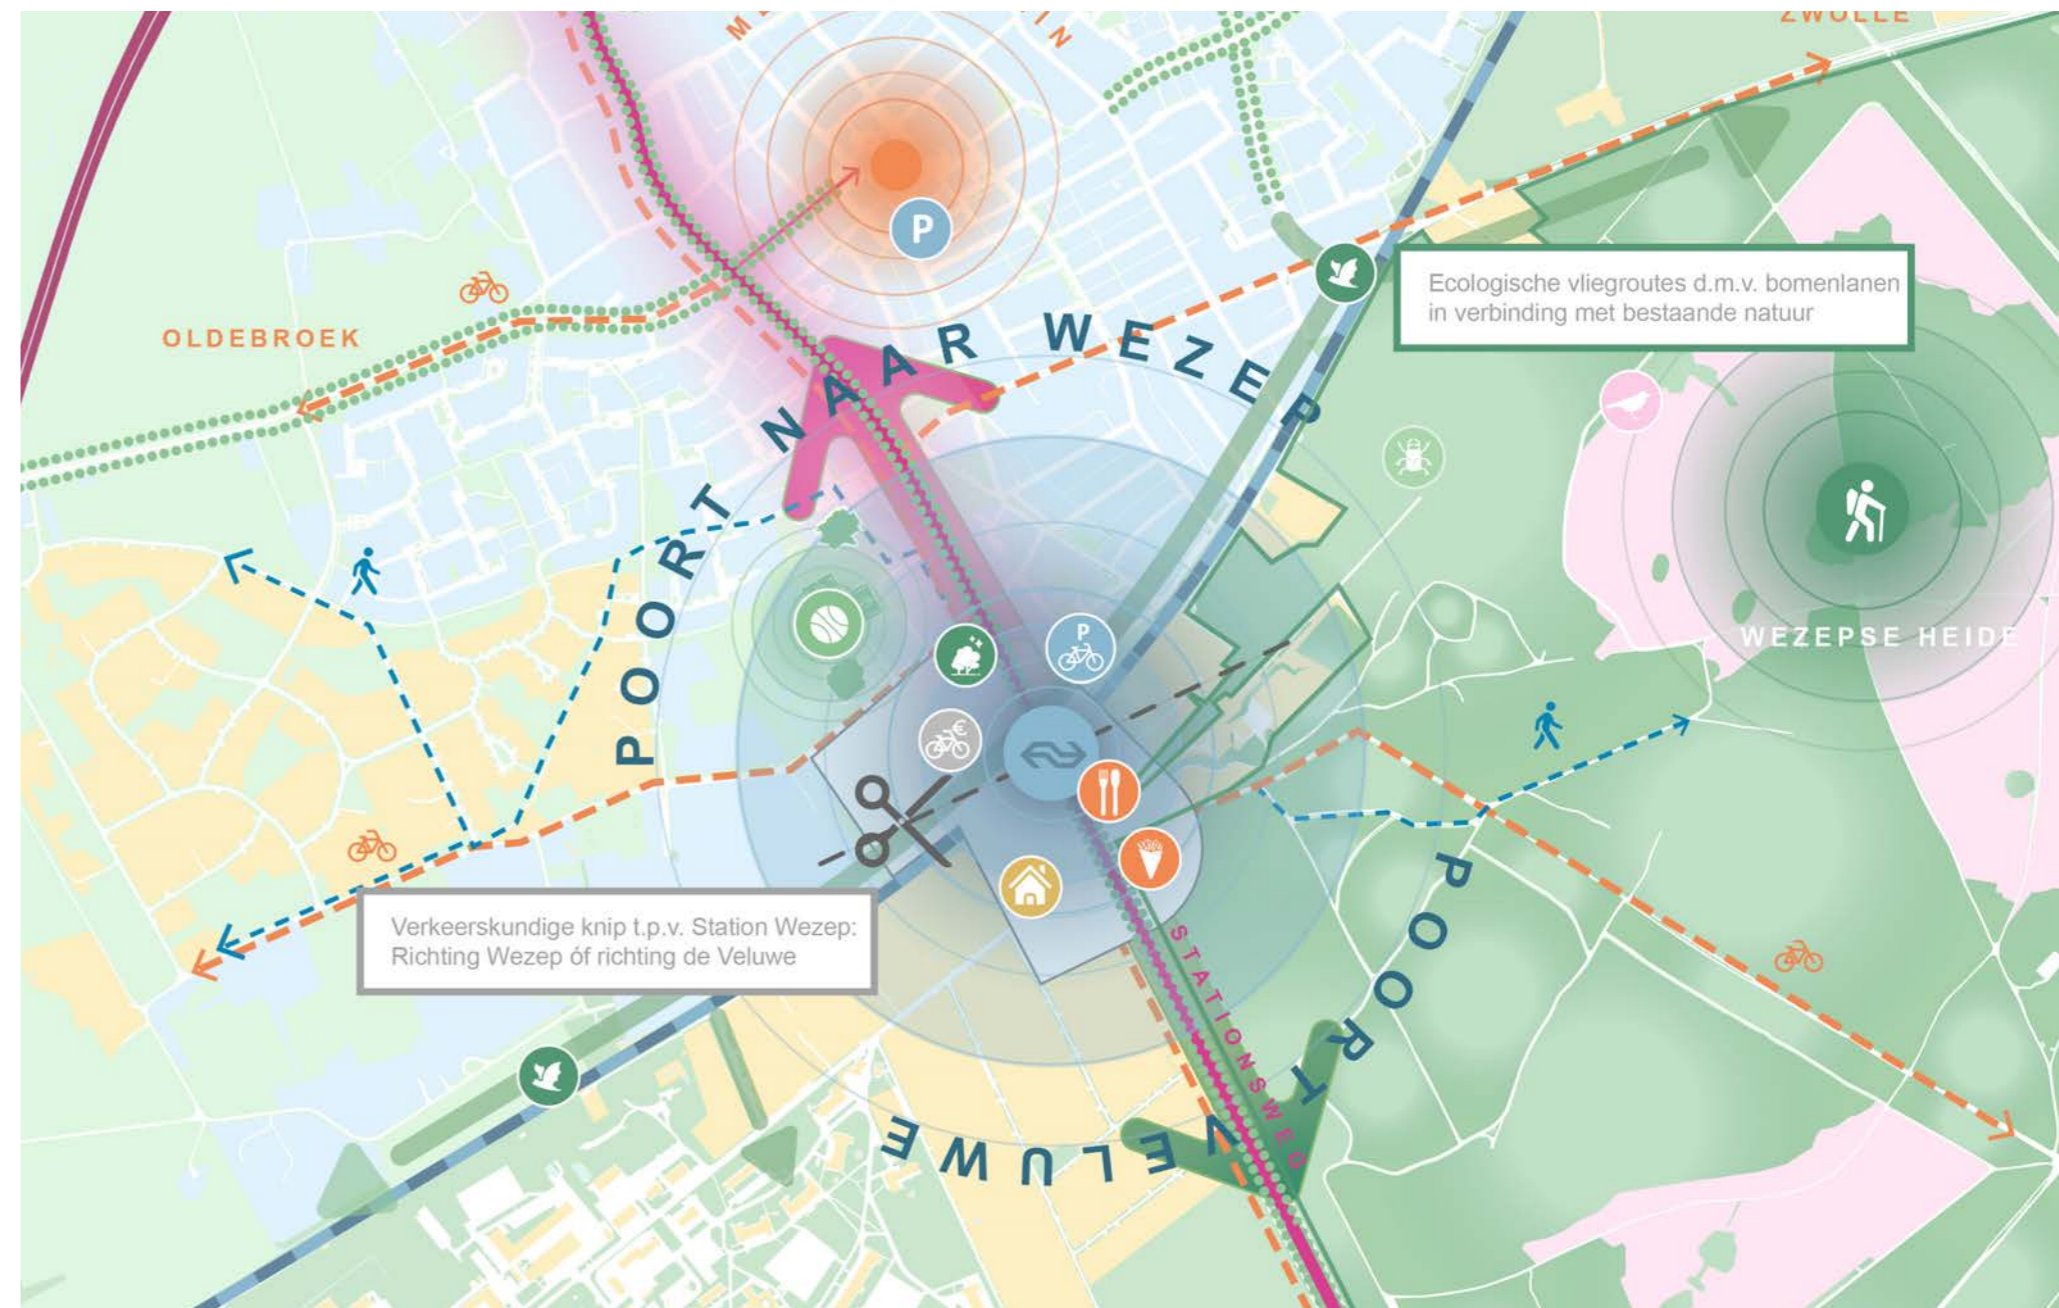 ZWOLLE
Ecologische vliegroutes d.m.v. bomenlanen
in verbinding met bestaande natuur
OLDEBROEK
P
POORT NAAR WEZEP
WEZEPSE HEIDE
P
€
Verkeerskundige knip t.p.v. Station Wezep:
Richting Wezep óf richting de Veluwe
STATIONSWEG
POORT VELUWE